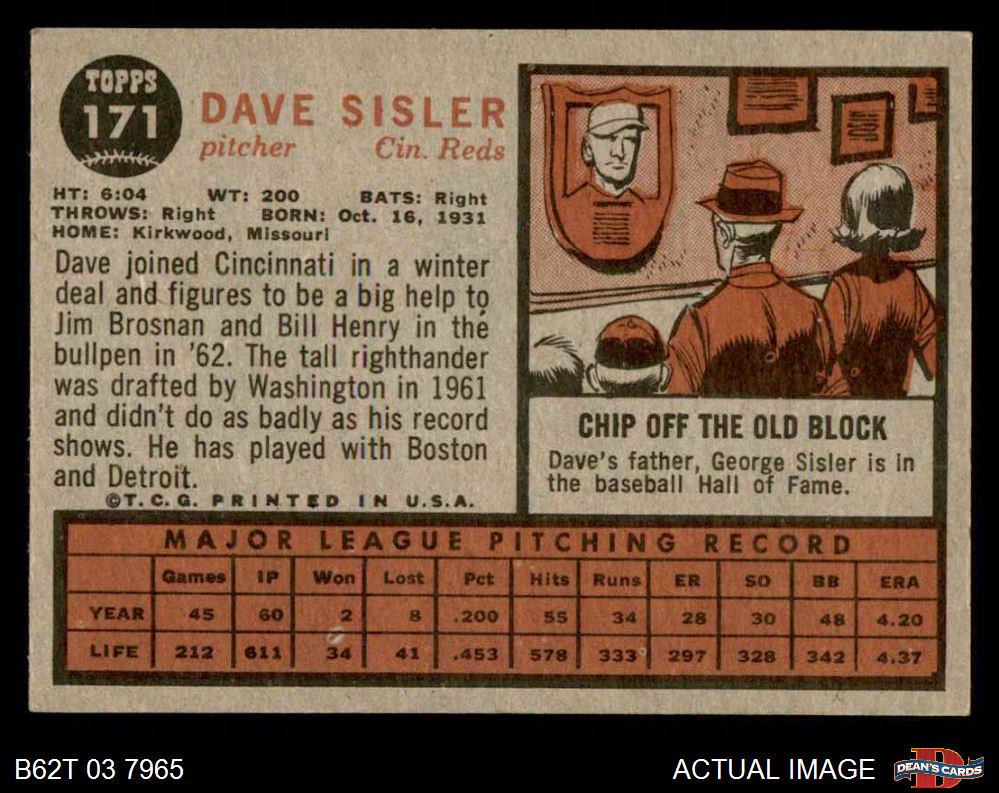 TOPPS
171
DAVE SISLER
pitcher Cin. Reds
HT: 6:04 WT: 200 BATS: Right
THROWS: Right BORN: Oct. 16, 1931
HOME: Kirkwood, Missouri
Dave joined Cincinnati in a winter
deal and figures to be a big help to
Jim Brosnan and Bill Henry in the
bullpen in '62. The tall righthander
was drafted by Washington in 1961
and didn't do as badly as his record
shows. He has played with Boston
and Detroit.
©T.C.G. PRINTED IN U.S.A.
CHIP OFF THE OLD BLOCK
Dave's father, George Sisler is in
the baseball Hall of Fame.
MAJOR LEAGUE PITCHING RECORD
Games IP Won Lost Pct Hits Runs ER SO BB ERA
YEAR 45 60 2 8 .200 55 34 28 30 48 4.20
LIFE 212 611 34 41 .453 578 333 297 328 342 4.37
B62T 03 7965 ACTUAL IMAGE DEAN'S CARDS